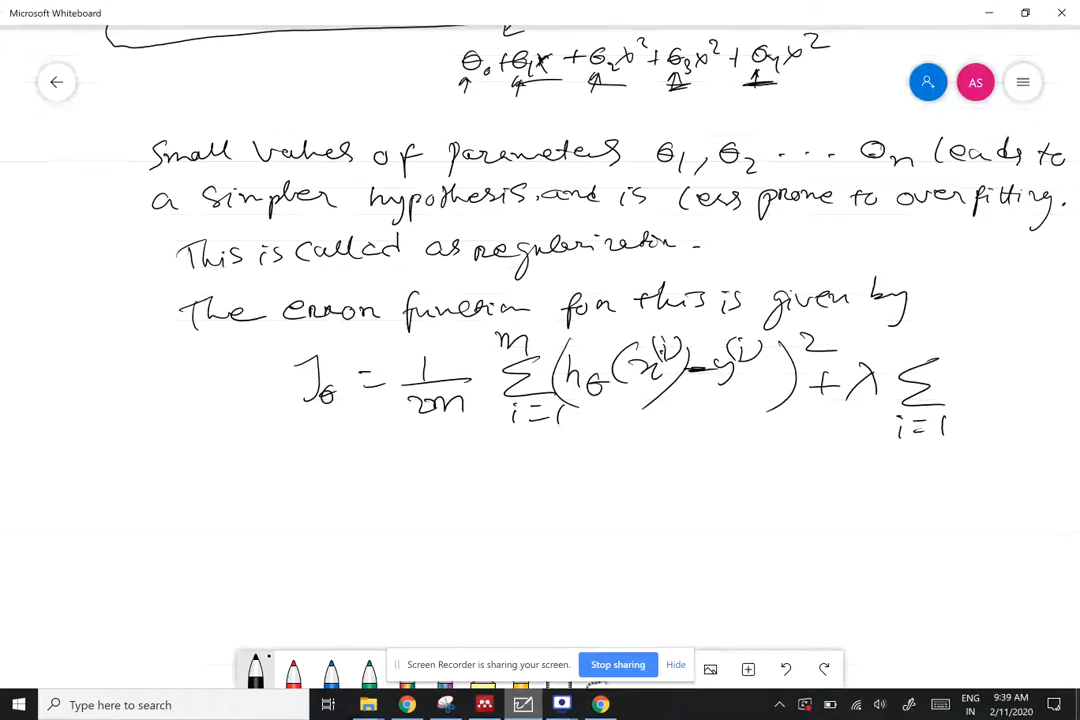 Microsoft Whiteboard
θ₀ + θ₁x + θ₂x² + θ₃x² + θ₄x²
AS
Small values of parameters θ₁, θ₂ ... θn leads to
a simpler hypothesis and is less prone to overfitting.
This is called as regularization.
The error function for this is given by
Jθ = 1/2m Σ_{i=1}^{m} (hθ(x^(i)) - y^(i))² + λ Σ_{i=1}
Screen Recorder is sharing your screen.
Stop sharing
Hide
Type here to search
ENG
IN
9:39 AM
2/11/2020